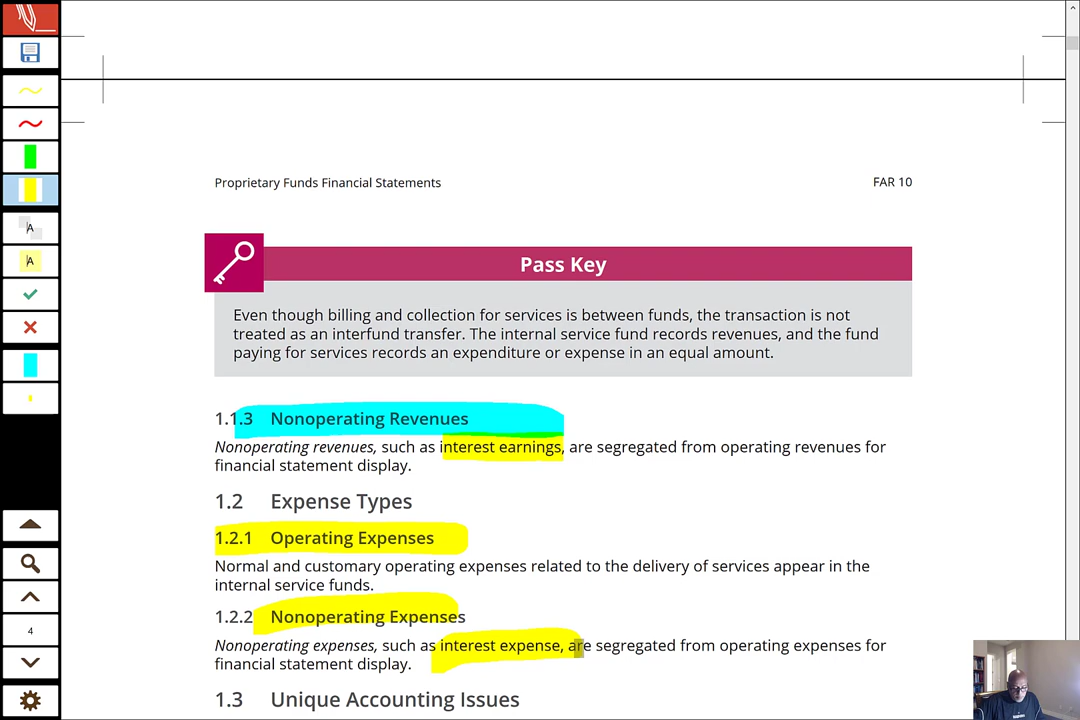 Proprietary Funds Financial Statements
FAR 10
Pass Key
Even though billing and collection for services is between funds, the transaction is not
treated as an interfund transfer. The internal service fund records revenues, and the fund
paying for services records an expenditure or expense in an equal amount.
1.1.3 Nonoperating Revenues
Nonoperating revenues, such as interest earnings, are segregated from operating revenues for
financial statement display.
1.2 Expense Types
1.2.1 Operating Expenses
Normal and customary operating expenses related to the delivery of services appear in the
internal service funds.
1.2.2 Nonoperating Expenses
Nonoperating expenses, such as interest expense, are segregated from operating expenses for
financial statement display.
1.3 Unique Accounting Issues
A
A
4